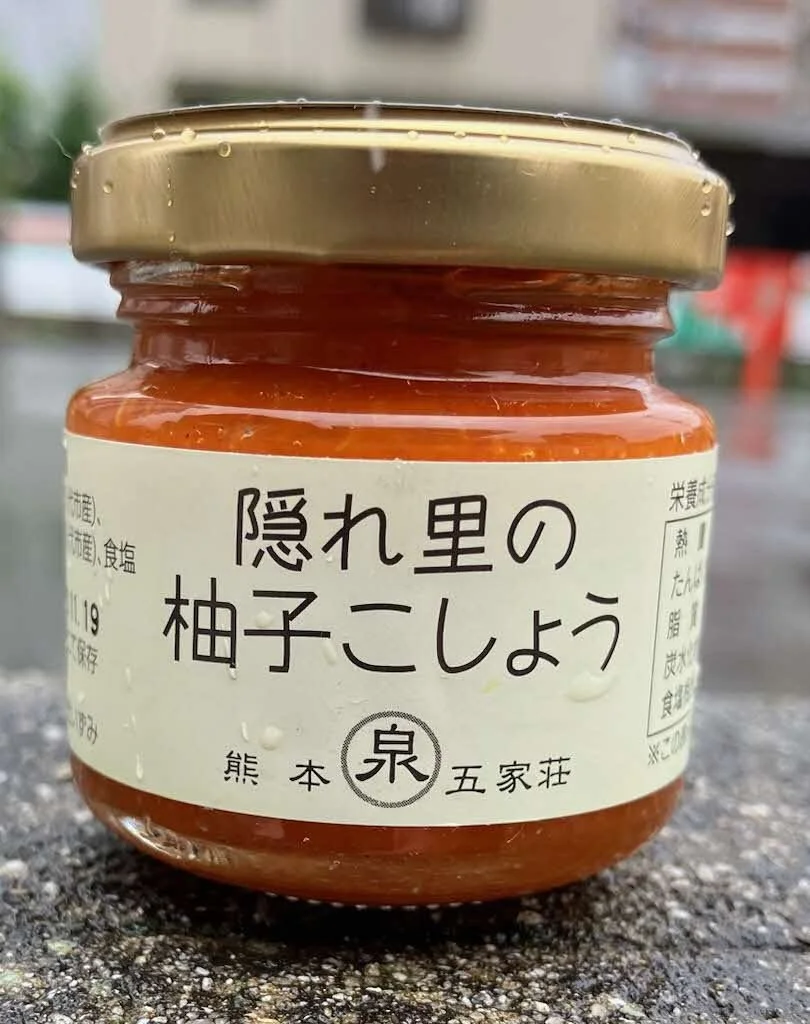 隠れ里の
柚子こしょう
熊本 泉 五家荘
市産)、
市産)、食塩
11.19
保存
栄養成
熱
たんぱ
脂
炭水
食塩
※この